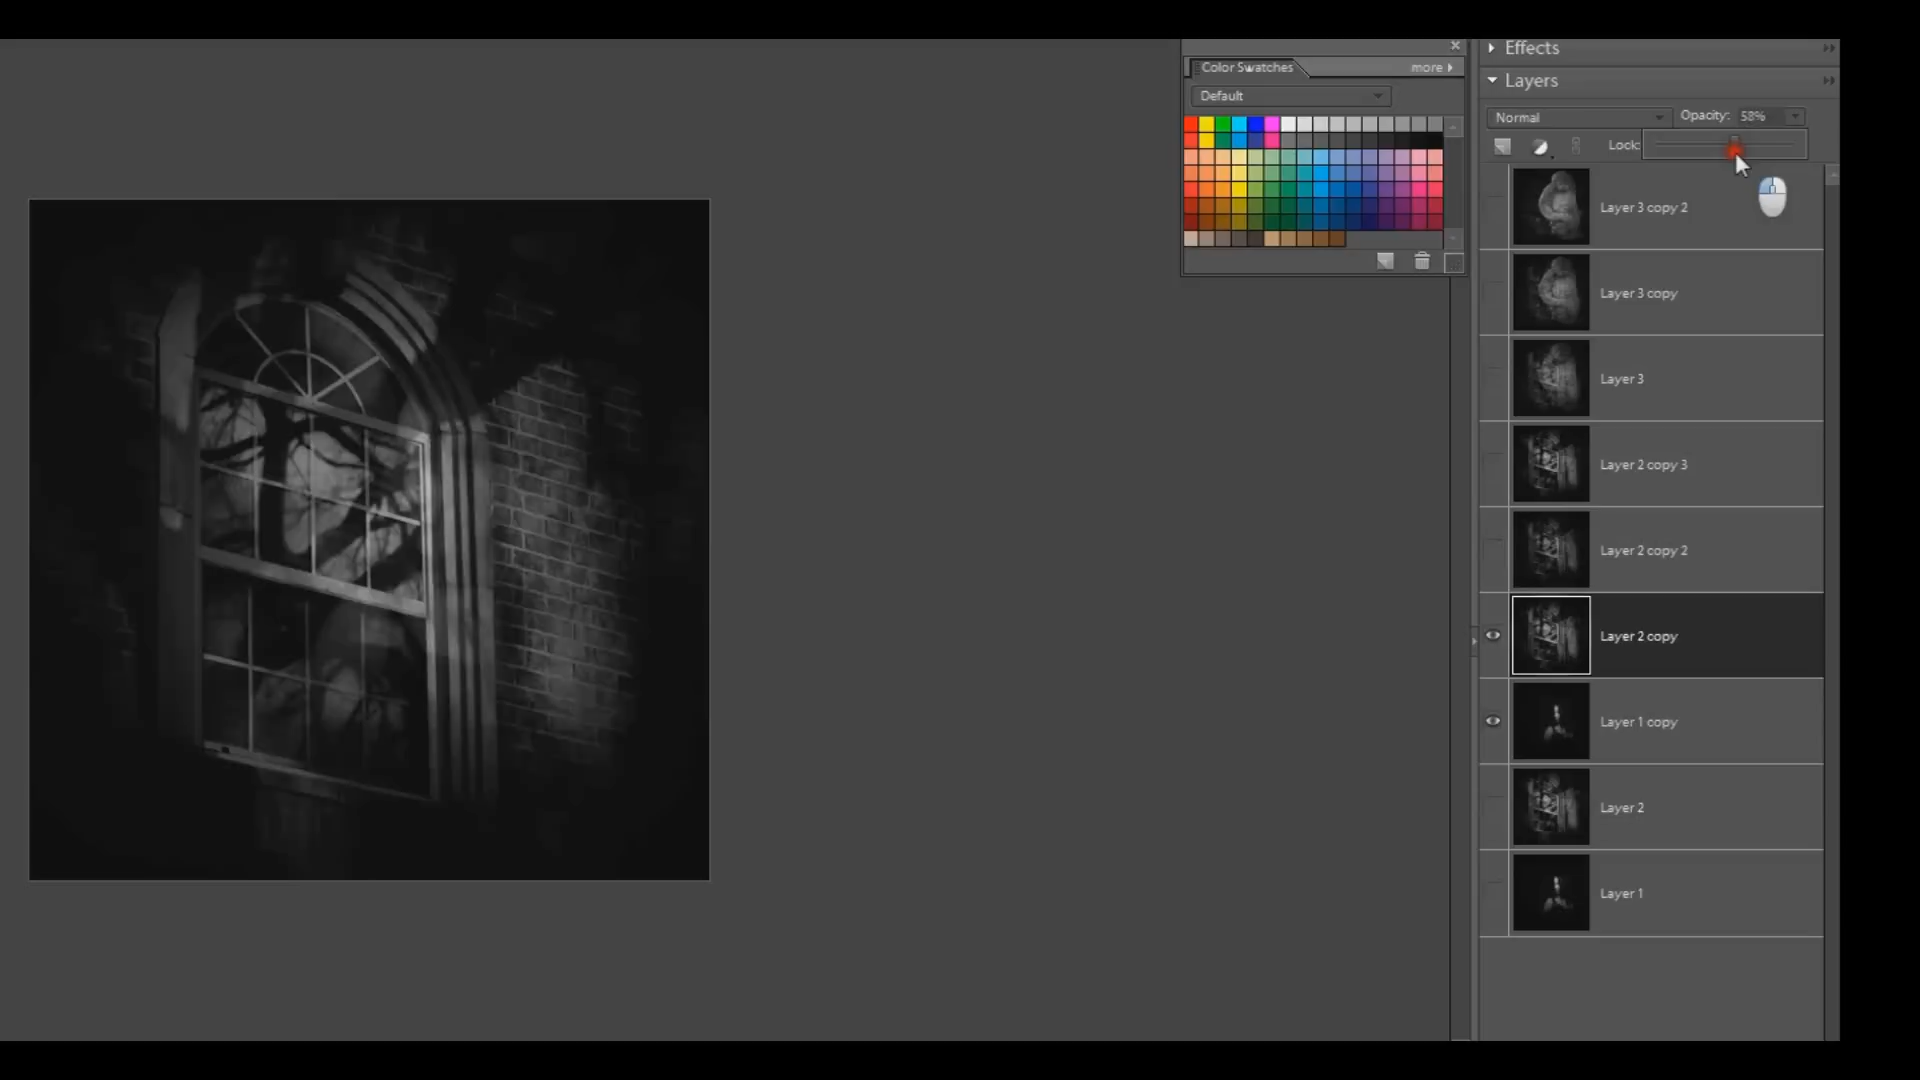 Effects
Color Swatches
more
Layers
Default
Normal
Opacity: 58%
Lock:
Layer 3 copy 2
Layer 3 copy
Layer 3
Layer 2 copy 3
Layer 2 copy 2
Layer 2 copy
Layer 1 copy
Layer 2
Layer 1